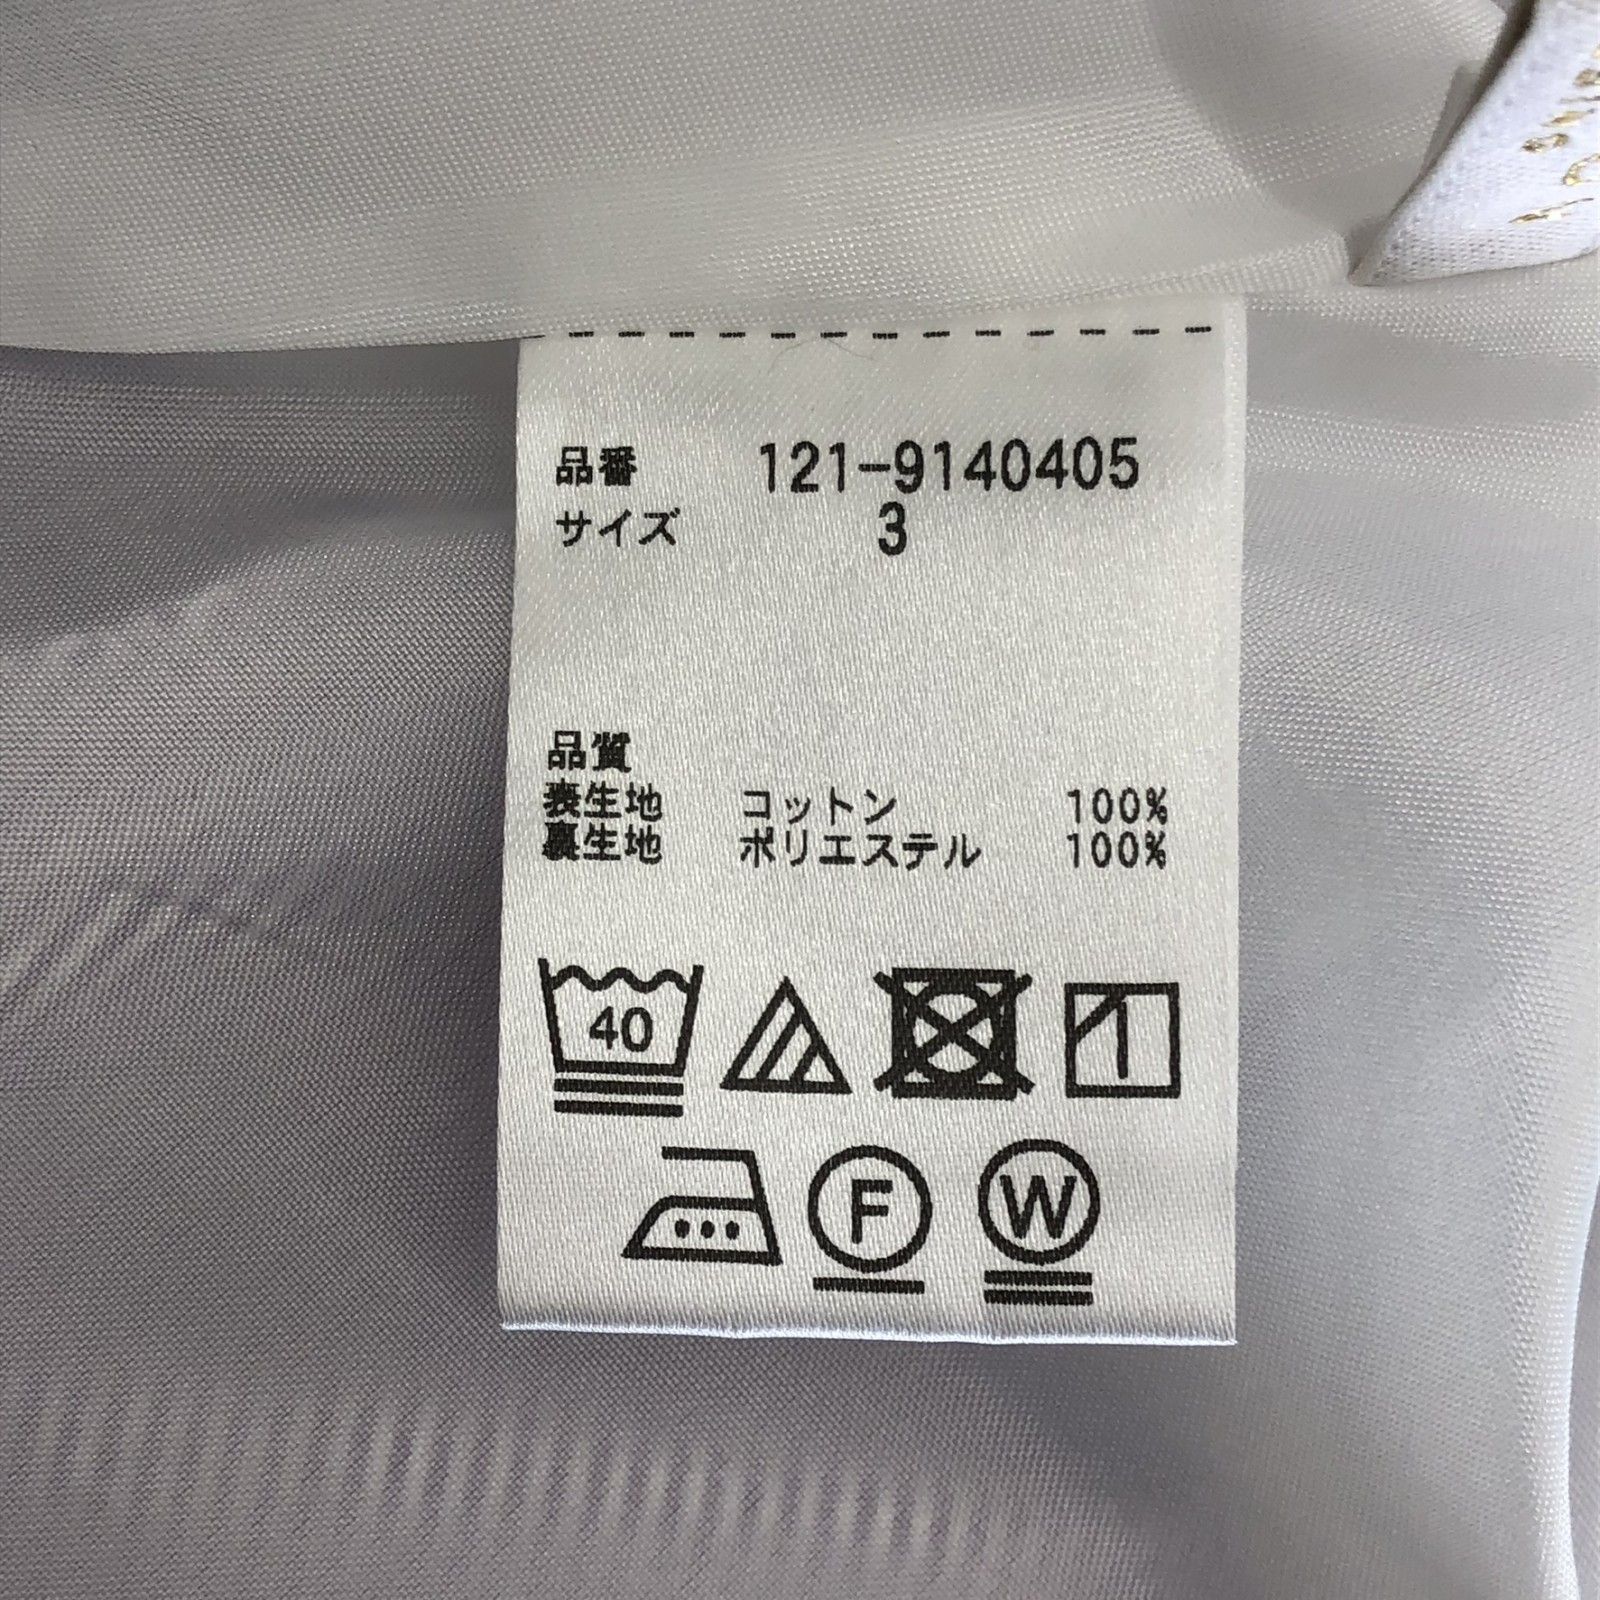 品番 121-9140405
サイズ 3
品質
表生地 コットン 100%
裏生地 ポリエステル 100%
40
F W